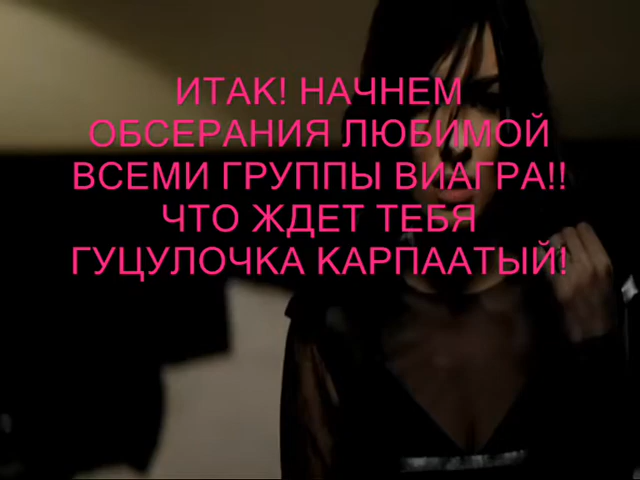 ИТАК! НАЧНЕМ
ОБСЕРАНИЯ ЛЮБИМОЙ
ВСЕМИ ГРУППЫ ВИАГРА!!
ЧТО ЖДЕТ ТЕБЯ
ГУЦУЛОЧКА КАРПААТЫЙ!